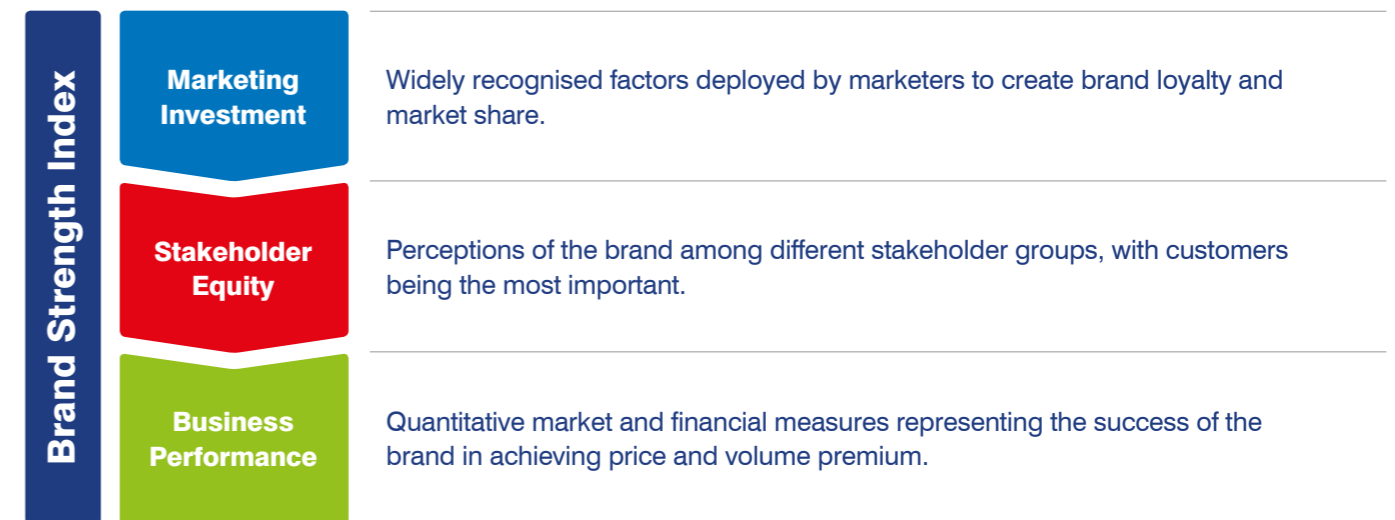 Brand Strength Index
Marketing
Investment
Widely recognised factors deployed by marketers to create brand loyalty and
market share.
Stakeholder
Equity
Perceptions of the brand among different stakeholder groups, with customers
being the most important.
Business
Performance
Quantitative market and financial measures representing the success of the
brand in achieving price and volume premium.